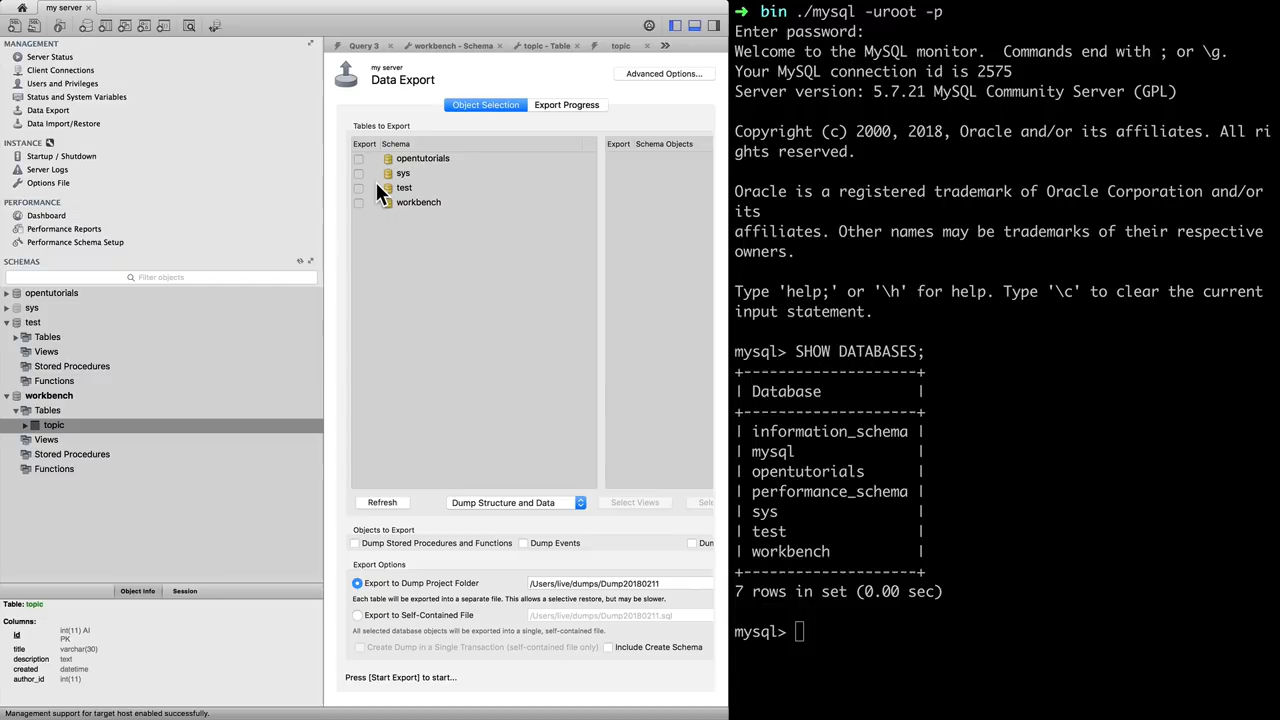 my server
MANAGEMENT
Server Status
Client Connections
Users and Privileges
Status and System Variables
Data Export
Data Import/Restore
INSTANCE
Startup / Shutdown
Server Logs
Options File
PERFORMANCE
Dashboard
Performance Reports
Performance Schema Setup
SCHEMAS
Filter objects
opentutorials
sys
test
Tables
Views
Stored Procedures
Functions
workbench
Tables
topic
Views
Stored Procedures
Functions
Object Info Session
Table: topic
Columns:
id int(11) AI
PK
title varchar(30)
description text
created datetime
author_id int(11)
Management support for target host enabled successfully.
Query 3 workbench - Schema topic - Table topic
my server
Data Export
Advanced Options...
Object Selection Export Progress
Tables to Export
Export Schema Export Schema Objects
opentutorials
sys
test
workbench
Refresh Dump Structure and Data Select Views Sele
Objects to Export
Dump Stored Procedures and Functions Dump Events Dum
Export Options
Export to Dump Project Folder /Users/live/dumps/Dump20180211
Each table will be exported into a separate file. This allows a selective restore, but may be slower.
Export to Self-Contained File /Users/live/dumps/Dump20180211.sql
All selected database objects will be exported into a single, self-contained file.
Create Dump in a Single Transaction (self-contained file only) Include Create Schema
Press [Start Export] to start...
➜ bin ./mysql -uroot -p
Enter password:
Welcome to the MySQL monitor. Commands end with ; or \g.
Your MySQL connection id is 2575
Server version: 5.7.21 MySQL Community Server (GPL)
Copyright (c) 2000, 2018, Oracle and/or its affiliates. All ri
ghts reserved.
Oracle is a registered trademark of Oracle Corporation and/or
its
affiliates. Other names may be trademarks of their respective
owners.
Type 'help;' or '\h' for help. Type '\c' to clear the current
input statement.
mysql> SHOW DATABASES;
+--------------------+
| Database |
+--------------------+
| information_schema |
| mysql |
| opentutorials |
| performance_schema |
| sys |
| test |
| workbench |
+--------------------+
7 rows in set (0.00 sec)
mysql>